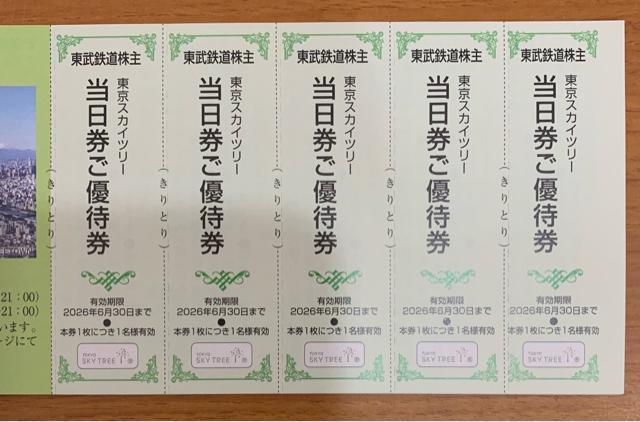 21：00)
21：00)
います。
ージにて
(きりとり)
東武鉄道株主
東京スカイツリー
当日券ご優待券
有効期限
2026年6月30日まで
本券1枚につき1名様有効
TOKYO
SKYTREE®
(きりとり)
東武鉄道株主
東京スカイツリー
当日券ご優待券
有効期限
2026年6月30日まで
本券1枚につき1名様有効
TOKYO
SKYTREE®
(きりとり)
東武鉄道株主
東京スカイツリー
当日券ご優待券
有効期限
2026年6月30日まで
本券1枚につき1名様有効
TOKYO
SKYTREE®
(きりとり)
東武鉄道株主
東京スカイツリー
当日券ご優待券
有効期限
2026年6月30日まで
本券1枚につき1名様有効
TOKYO
SKYTREE®
(きりとり)
東武鉄道株主
東京スカイツリー
当日券ご優待券
有効期限
2026年6月30日まで
本券1枚につき1名様有効
TOKYO
SKYTREE®